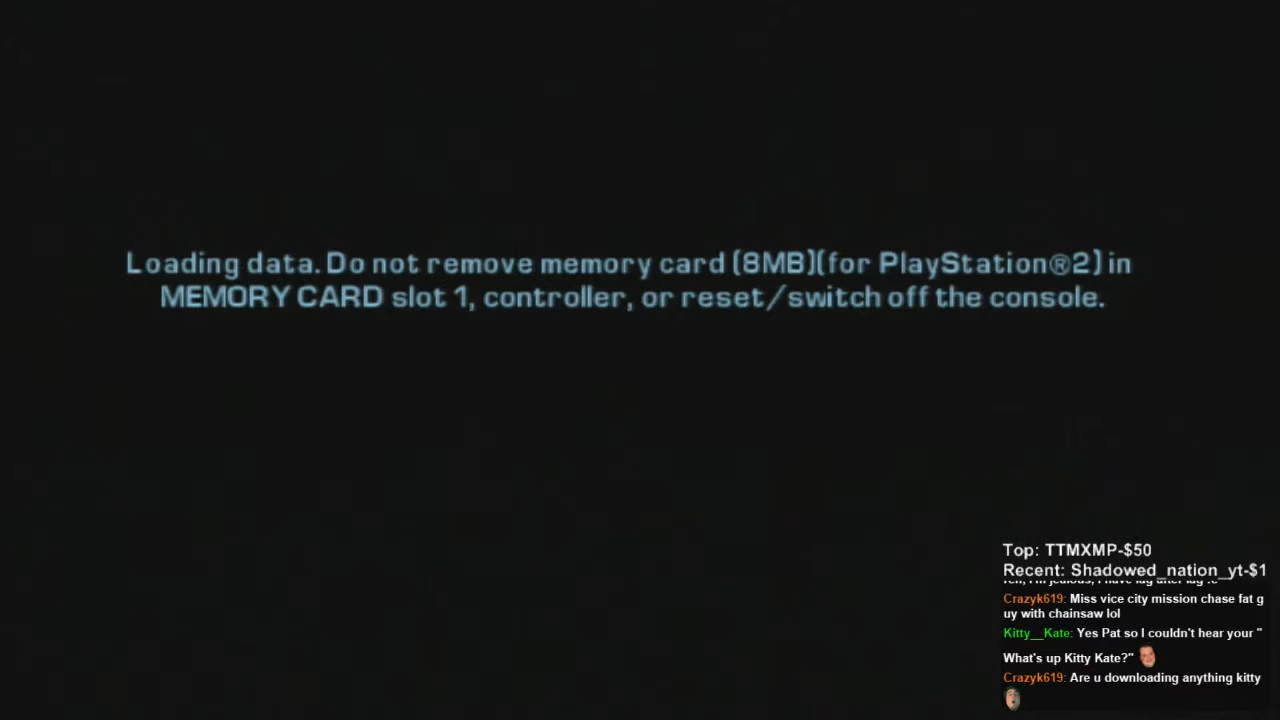 Loading data. Do not remove memory card (8MB)(for PlayStation®2) in
MEMORY CARD slot 1, controller, or reset/switch off the console.
Top: TTMXMP-$50
Recent: Shadowed_nation_yt-$1
Crazyk619: Miss vice city mission chase fat g
uy with chainsaw lol
Kitty__Kate: Yes Pat so I couldn't hear your "
What's up Kitty Kate?"
Crazyk619: Are u downloading anything kitty